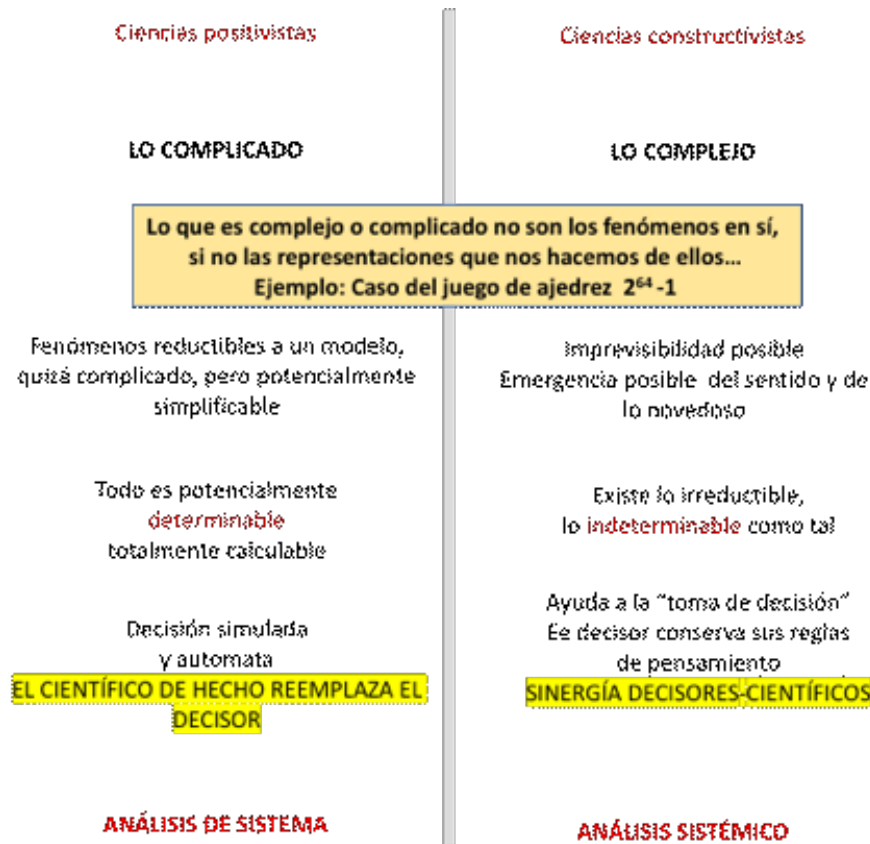 Ciencias positivistas
Ciencias constructivistas
LO COMPLICADO
LO COMPLEJO
Lo que es complejo o complicado no son los fenómenos en sí,
si no las representaciones que nos hacemos de ellos...
Ejemplo: Caso del juego de ajedrez 2⁶⁴ -1
Fenómenos reductibles a un modelo,
quizá complicado, pero potencialmente
simplificable
Imprevisibilidad posible
Emergencia posible del sentido y de
lo novedoso
Todo es potencialmente
determinable
totalmente calculable
Existe lo irreductible,
lo indeterminable como tal
Decisión simulada
y automata
EL CIENTÍFICO DE HECHO REEMPLAZA EL
DECISOR
Ayuda a la "toma de decisión"
Ee decisor conserva sus reglas
de pensamiento
SINERGÍA DECISORES-CIENTÍFICOS
ANÁLISIS DE SISTEMA
ANÁLISIS SISTÉMICO